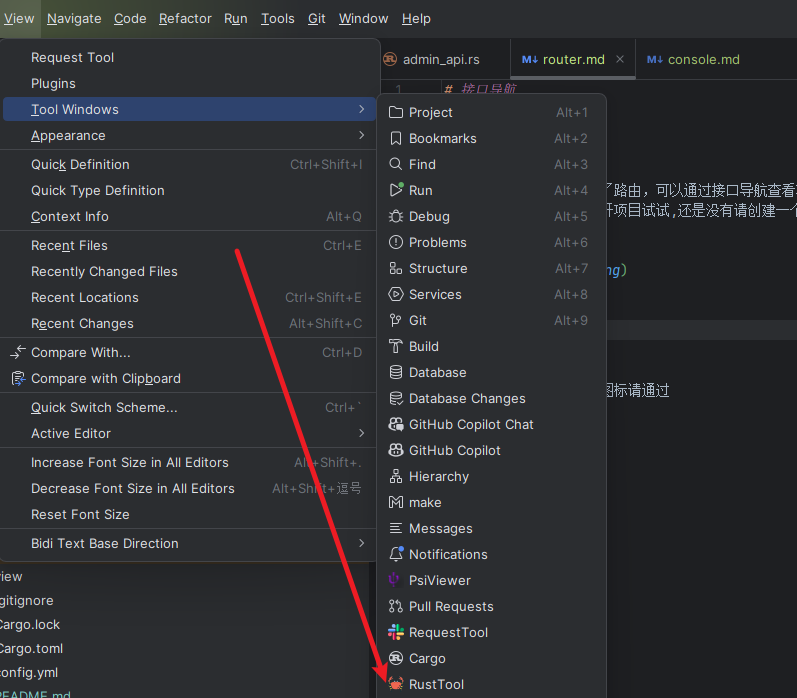 View Navigate Code Refactor Run Tools Git Window Help
Request Tool
Plugins
Tool Windows
Appearance
Quick Definition Ctrl+Shift+I
Quick Type Definition
Context Info Alt+Q
Recent Files Ctrl+E
Recently Changed Files
Recent Locations Ctrl+Shift+E
Recent Changes Alt+Shift+C
Compare With... Ctrl+D
Compare with Clipboard
Quick Switch Scheme... Ctrl+`
Active Editor
Increase Font Size in All Editors Alt+Shift+.
Decrease Font Size in All Editors Alt+Shift+逗号
Reset Font Size
Bidi Text Base Direction
iew
gitignore
Cargo.lock
Cargo.toml
config.yml
README.md
admin_api.rs router.md console.md
1 # 接口导航
Project Alt+1
Bookmarks Alt+2
Find Alt+3
Run Alt+4
Debug Alt+5
Problems Alt+6
Structure Alt+7
Services Alt+8
Git Alt+9
Build
Database
Database Changes
GitHub Copilot Chat
GitHub Copilot
Hierarchy
make
Messages
Notifications
PsiViewer
Pull Requests
RequestTool
Cargo
RustTool
了路由，可以通过接口导航查看
开项目试试,还是没有请创建一个
ng)
图标请通过